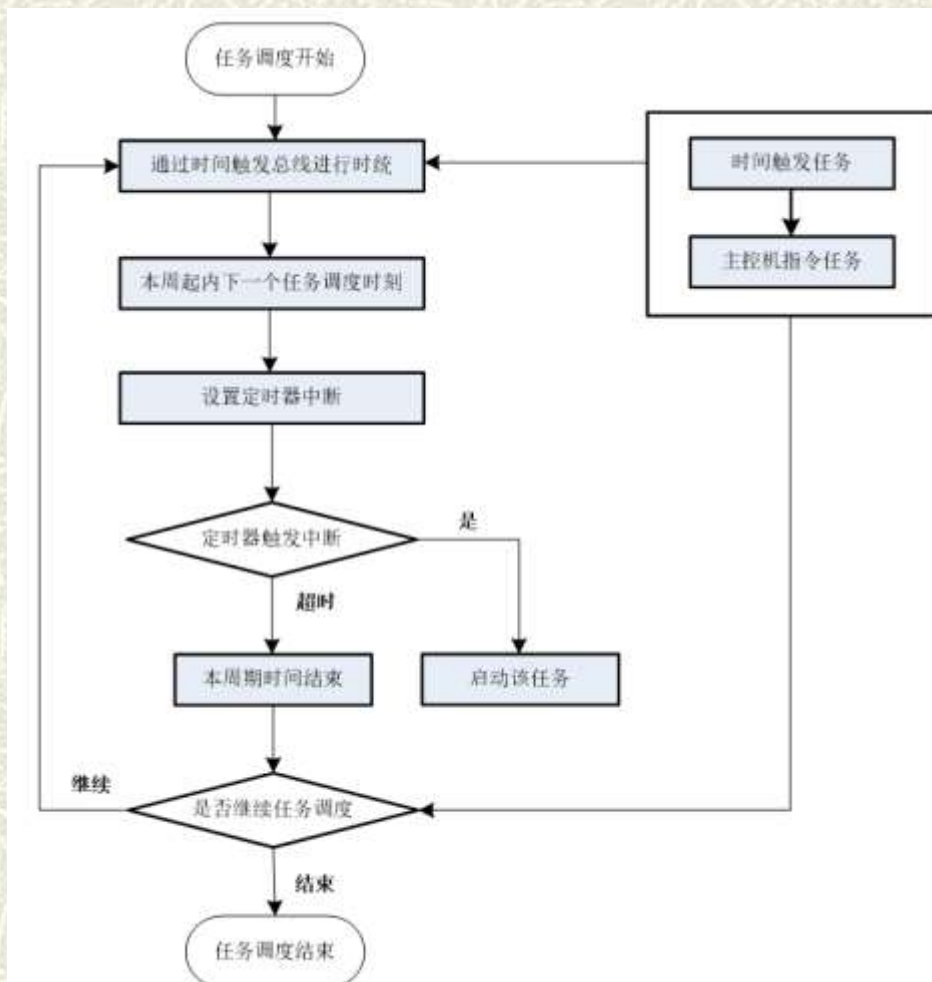 任务调度开始
通过时间触发总线进行时统
时间触发任务
主控机指令任务
本周起内下一个任务调度时刻
设置定时器中断
定时器触发中断
是
超时
本周期时间结束
启动该任务
继续
是否继续任务调度
结束
任务调度结束